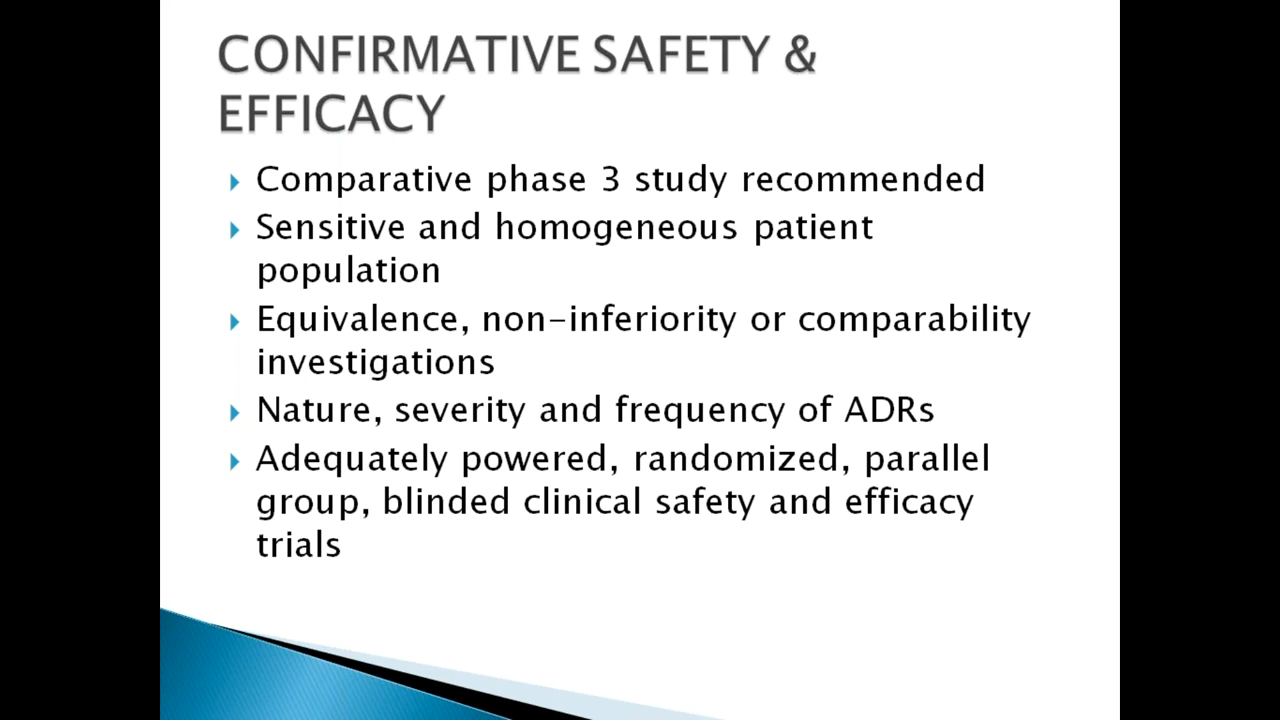 CONFIRMATIVE SAFETY &
EFFICACY
Comparative phase 3 study recommended
Sensitive and homogeneous patient
population
Equivalence, non-inferiority or comparability
investigations
Nature, severity and frequency of ADRs
Adequately powered, randomized, parallel
group, blinded clinical safety and efficacy
trials